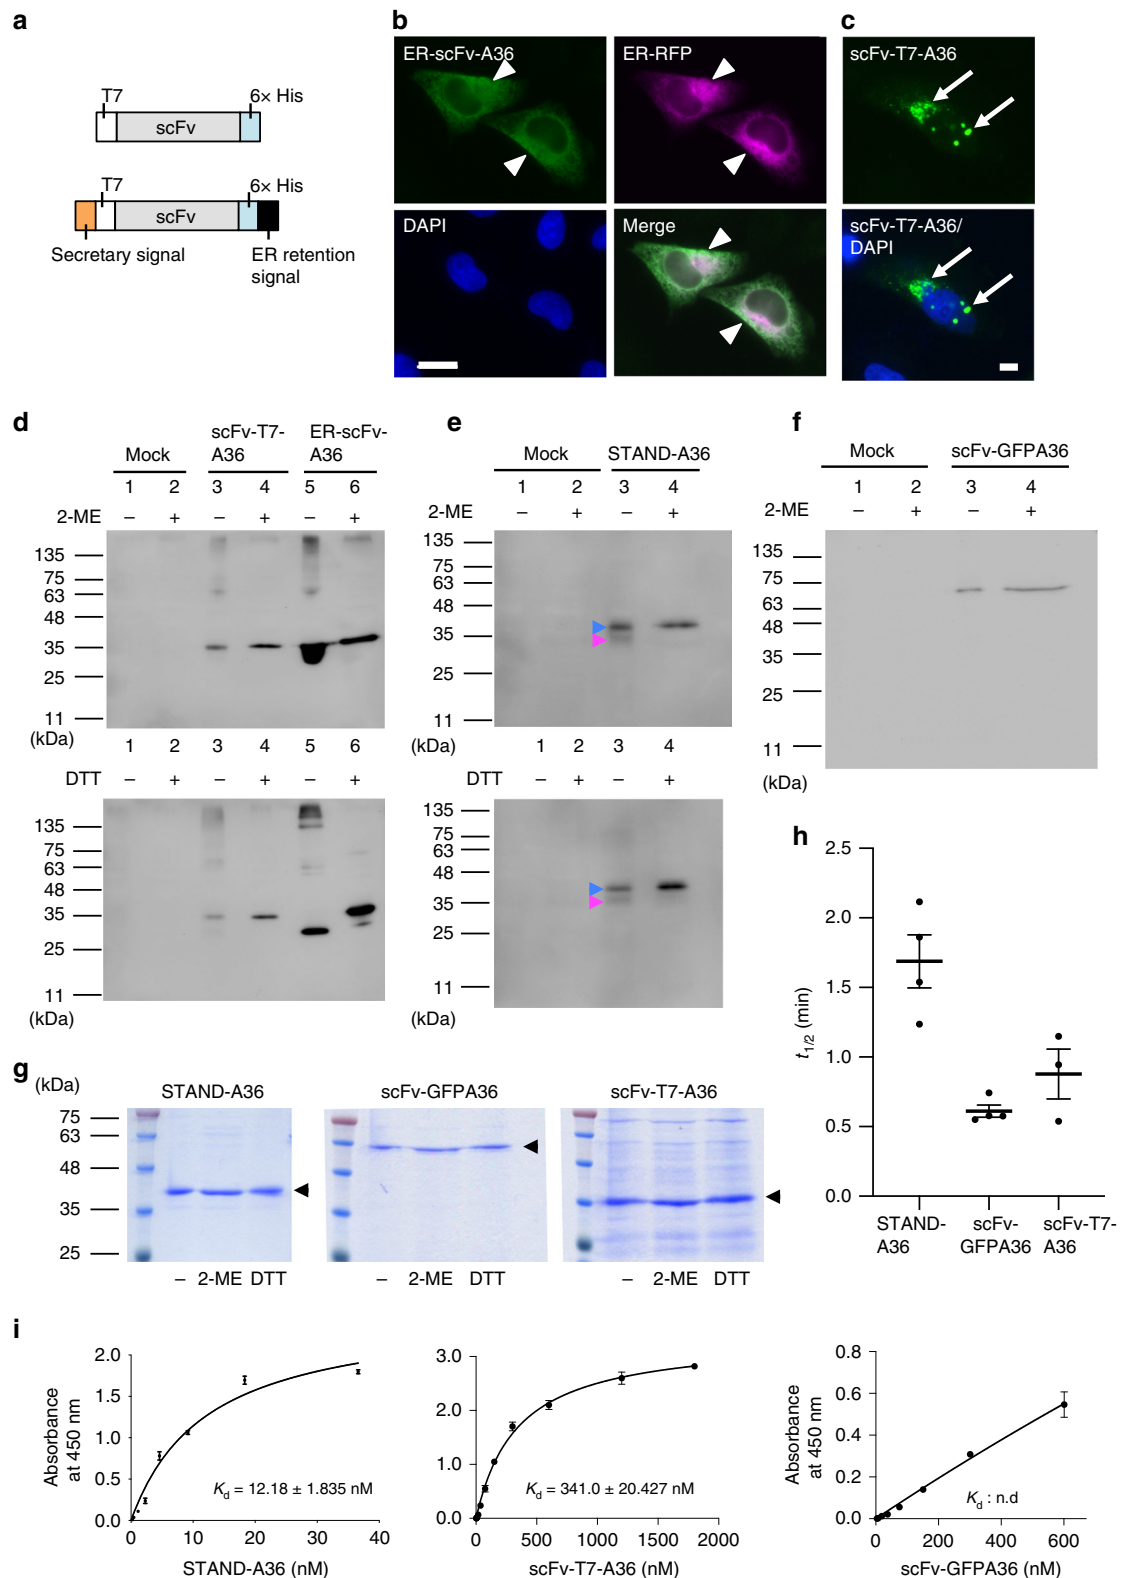 a
T7
6× His
scFv
T7
6× His
scFv
Secretary signal
ER retention
signal
b
ER-scFv-A36
ER-RFP
DAPI
Merge
c
scFv-T7-A36
scFv-T7-A36/
DAPI
d
Mock
scFv-T7-
A36
ER-scFv-
A36
1 2 3 4 5 6
2-ME – + – + – +
135
75
63
48
35
25
11
(kDa)
1 2 3 4 5 6
DTT – + – + – +
135
75
63
48
35
25
11
(kDa)
e
Mock
STAND-A36
1 2 3 4
2-ME – + – +
135
75
63
48
35
25
11
(kDa)
1 2 3 4
DTT – + – +
135
75
63
48
35
25
11
(kDa)
f
Mock
scFv-GFPA36
1 2 3 4
2-ME – + – +
135
75
63
48
35
25
11
(kDa)
g
(kDa)
STAND-A36
scFv-GFPA36
scFv-T7-A36
75
63
48
35
25
– 2-ME DTT
– 2-ME DTT
– 2-ME DTT
h
t1/2 (min)
2.5
2.0
1.5
1.0
0.5
0.0
STAND-
A36
scFv-
GFPA36
scFv-T7-
A36
i
Absorbance
at 450 nm
2.0
1.5
1.0
0.5
0.0
Kd = 12.18 ± 1.835 nM
0 10 20 30 40
STAND-A36 (nM)
3.0
2.0
1.0
0.0
Kd = 341.0 ± 20.427 nM
0 500 1000 1500 2000
scFv-T7-A36 (nM)
Absorbance
at 450 nm
0.8
0.6
0.4
0.2
0.0
Kd : n.d
0 200 400 600
scFv-GFPA36 (nM)